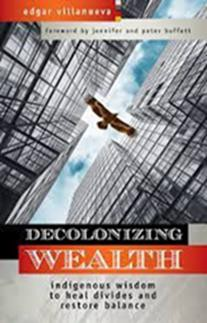 edgar villanueva
foreword by jennifer and peter buffett
DECOLONIZING
WEALTH
indigenous wisdom
to heal divides and
restore balance